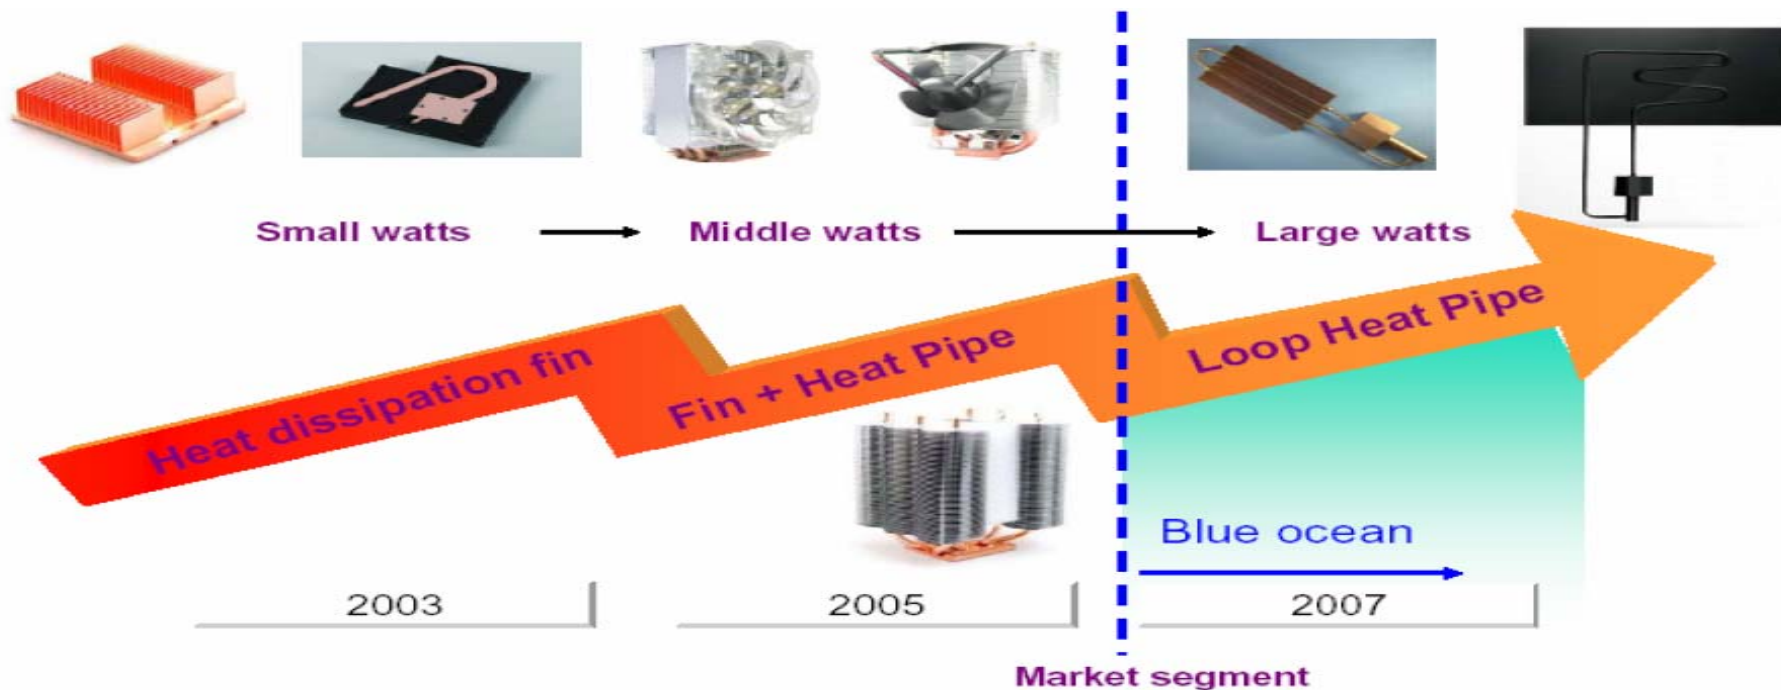 Small watts
Middle watts
Large watts
Heat dissipation fin
Fin + Heat Pipe
Loop Heat Pipe
Blue ocean
2003
2005
2007
Market segment